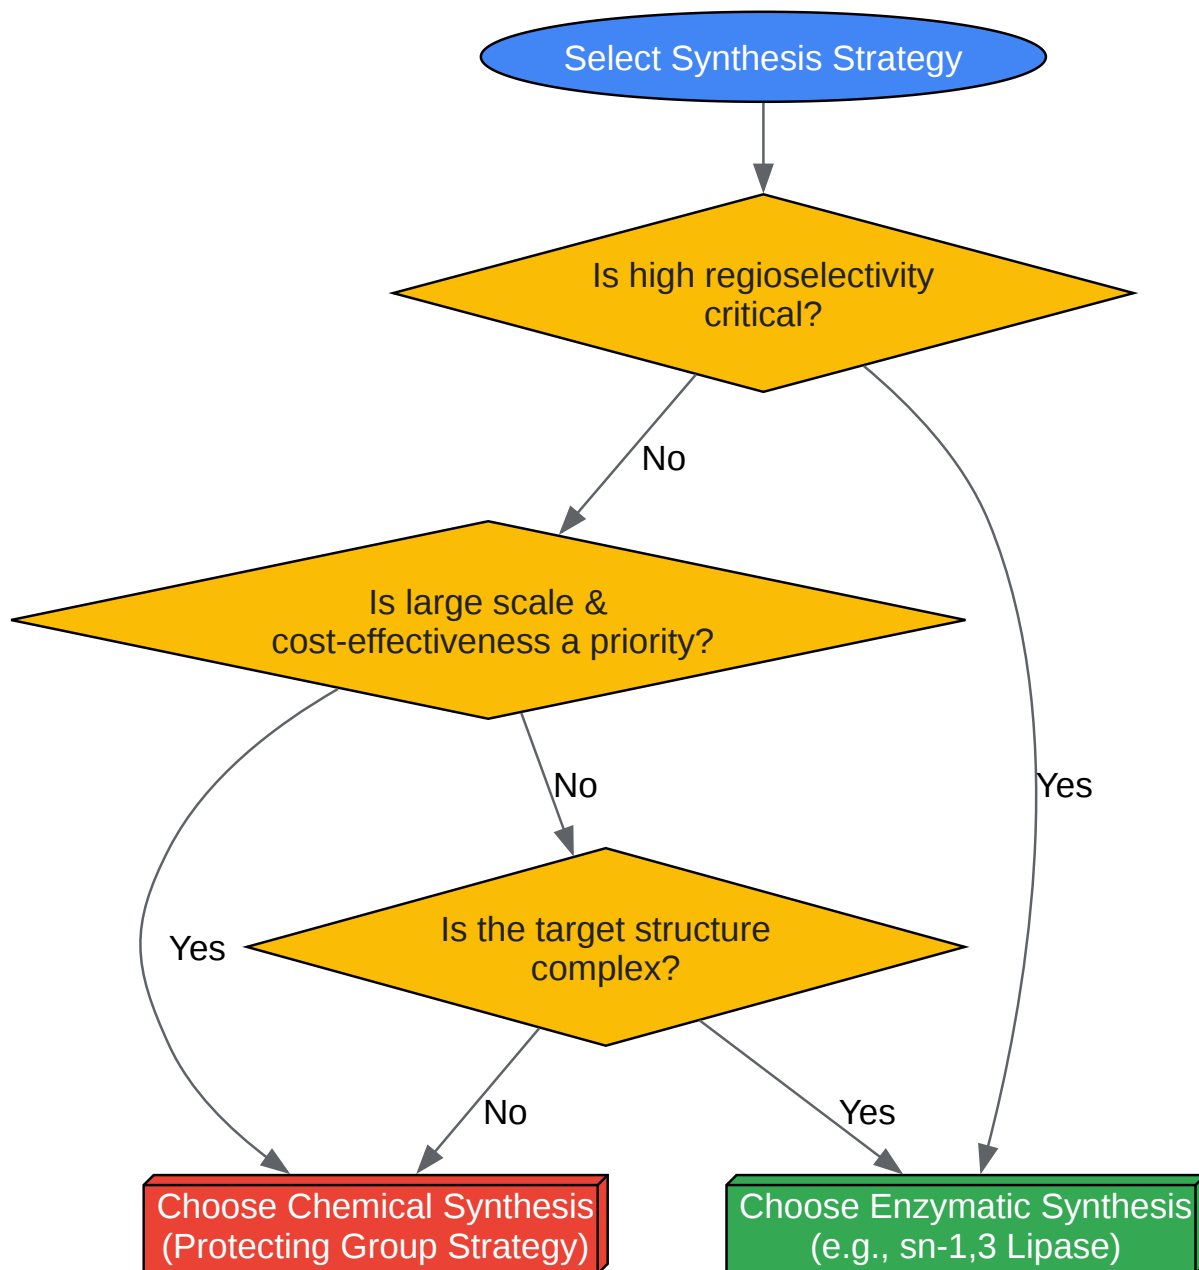 Select Synthesis Strategy
Is high regioselectivity
critical?
No
Is large scale &
cost-effectiveness a priority?
No
Yes
Yes
Is the target structure
complex?
No
Yes
Choose Chemical Synthesis
(Protecting Group Strategy)
Choose Enzymatic Synthesis
(e.g., sn-1,3 Lipase)